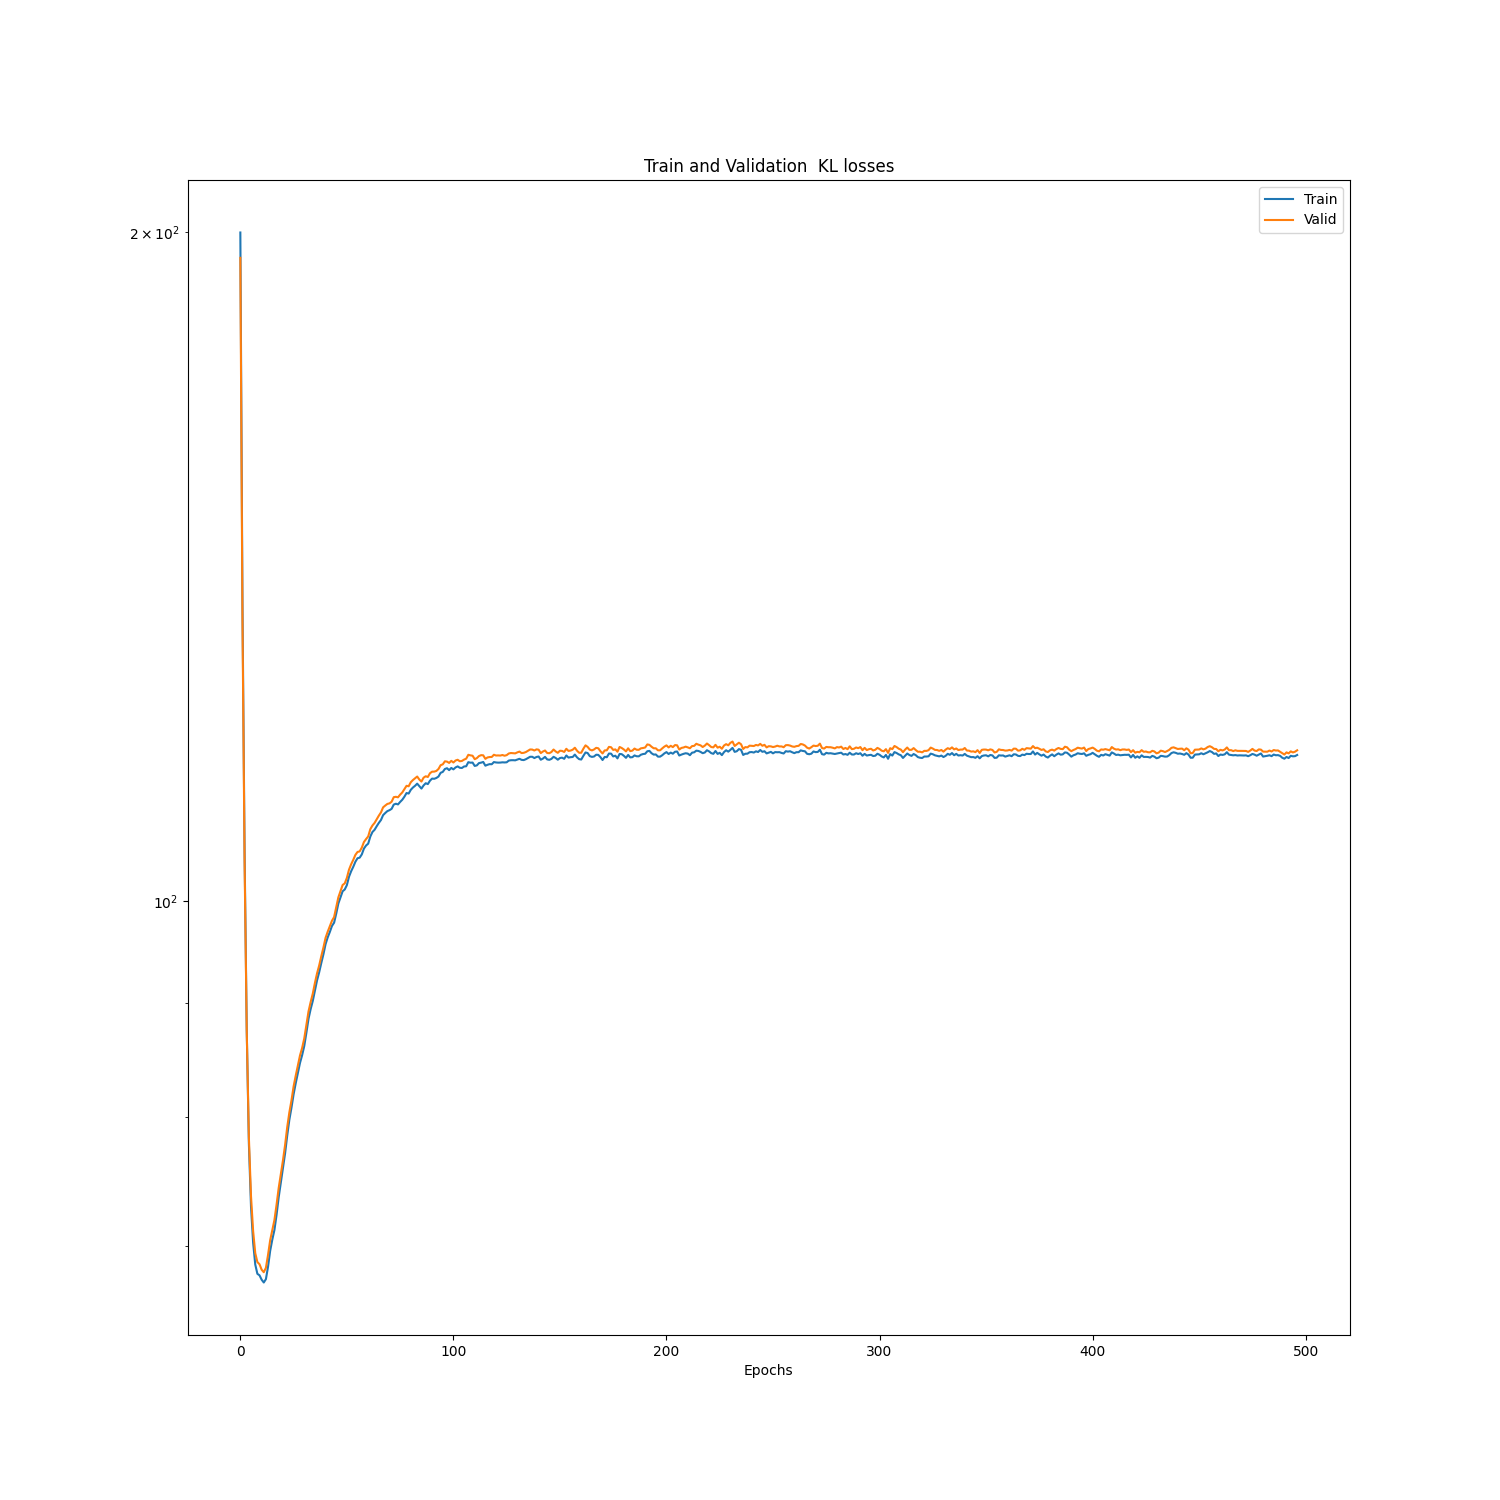 Train and Validation  KL losses
Train
Valid
2 × 10²
10²
0 100 200 300 400 500
Epochs